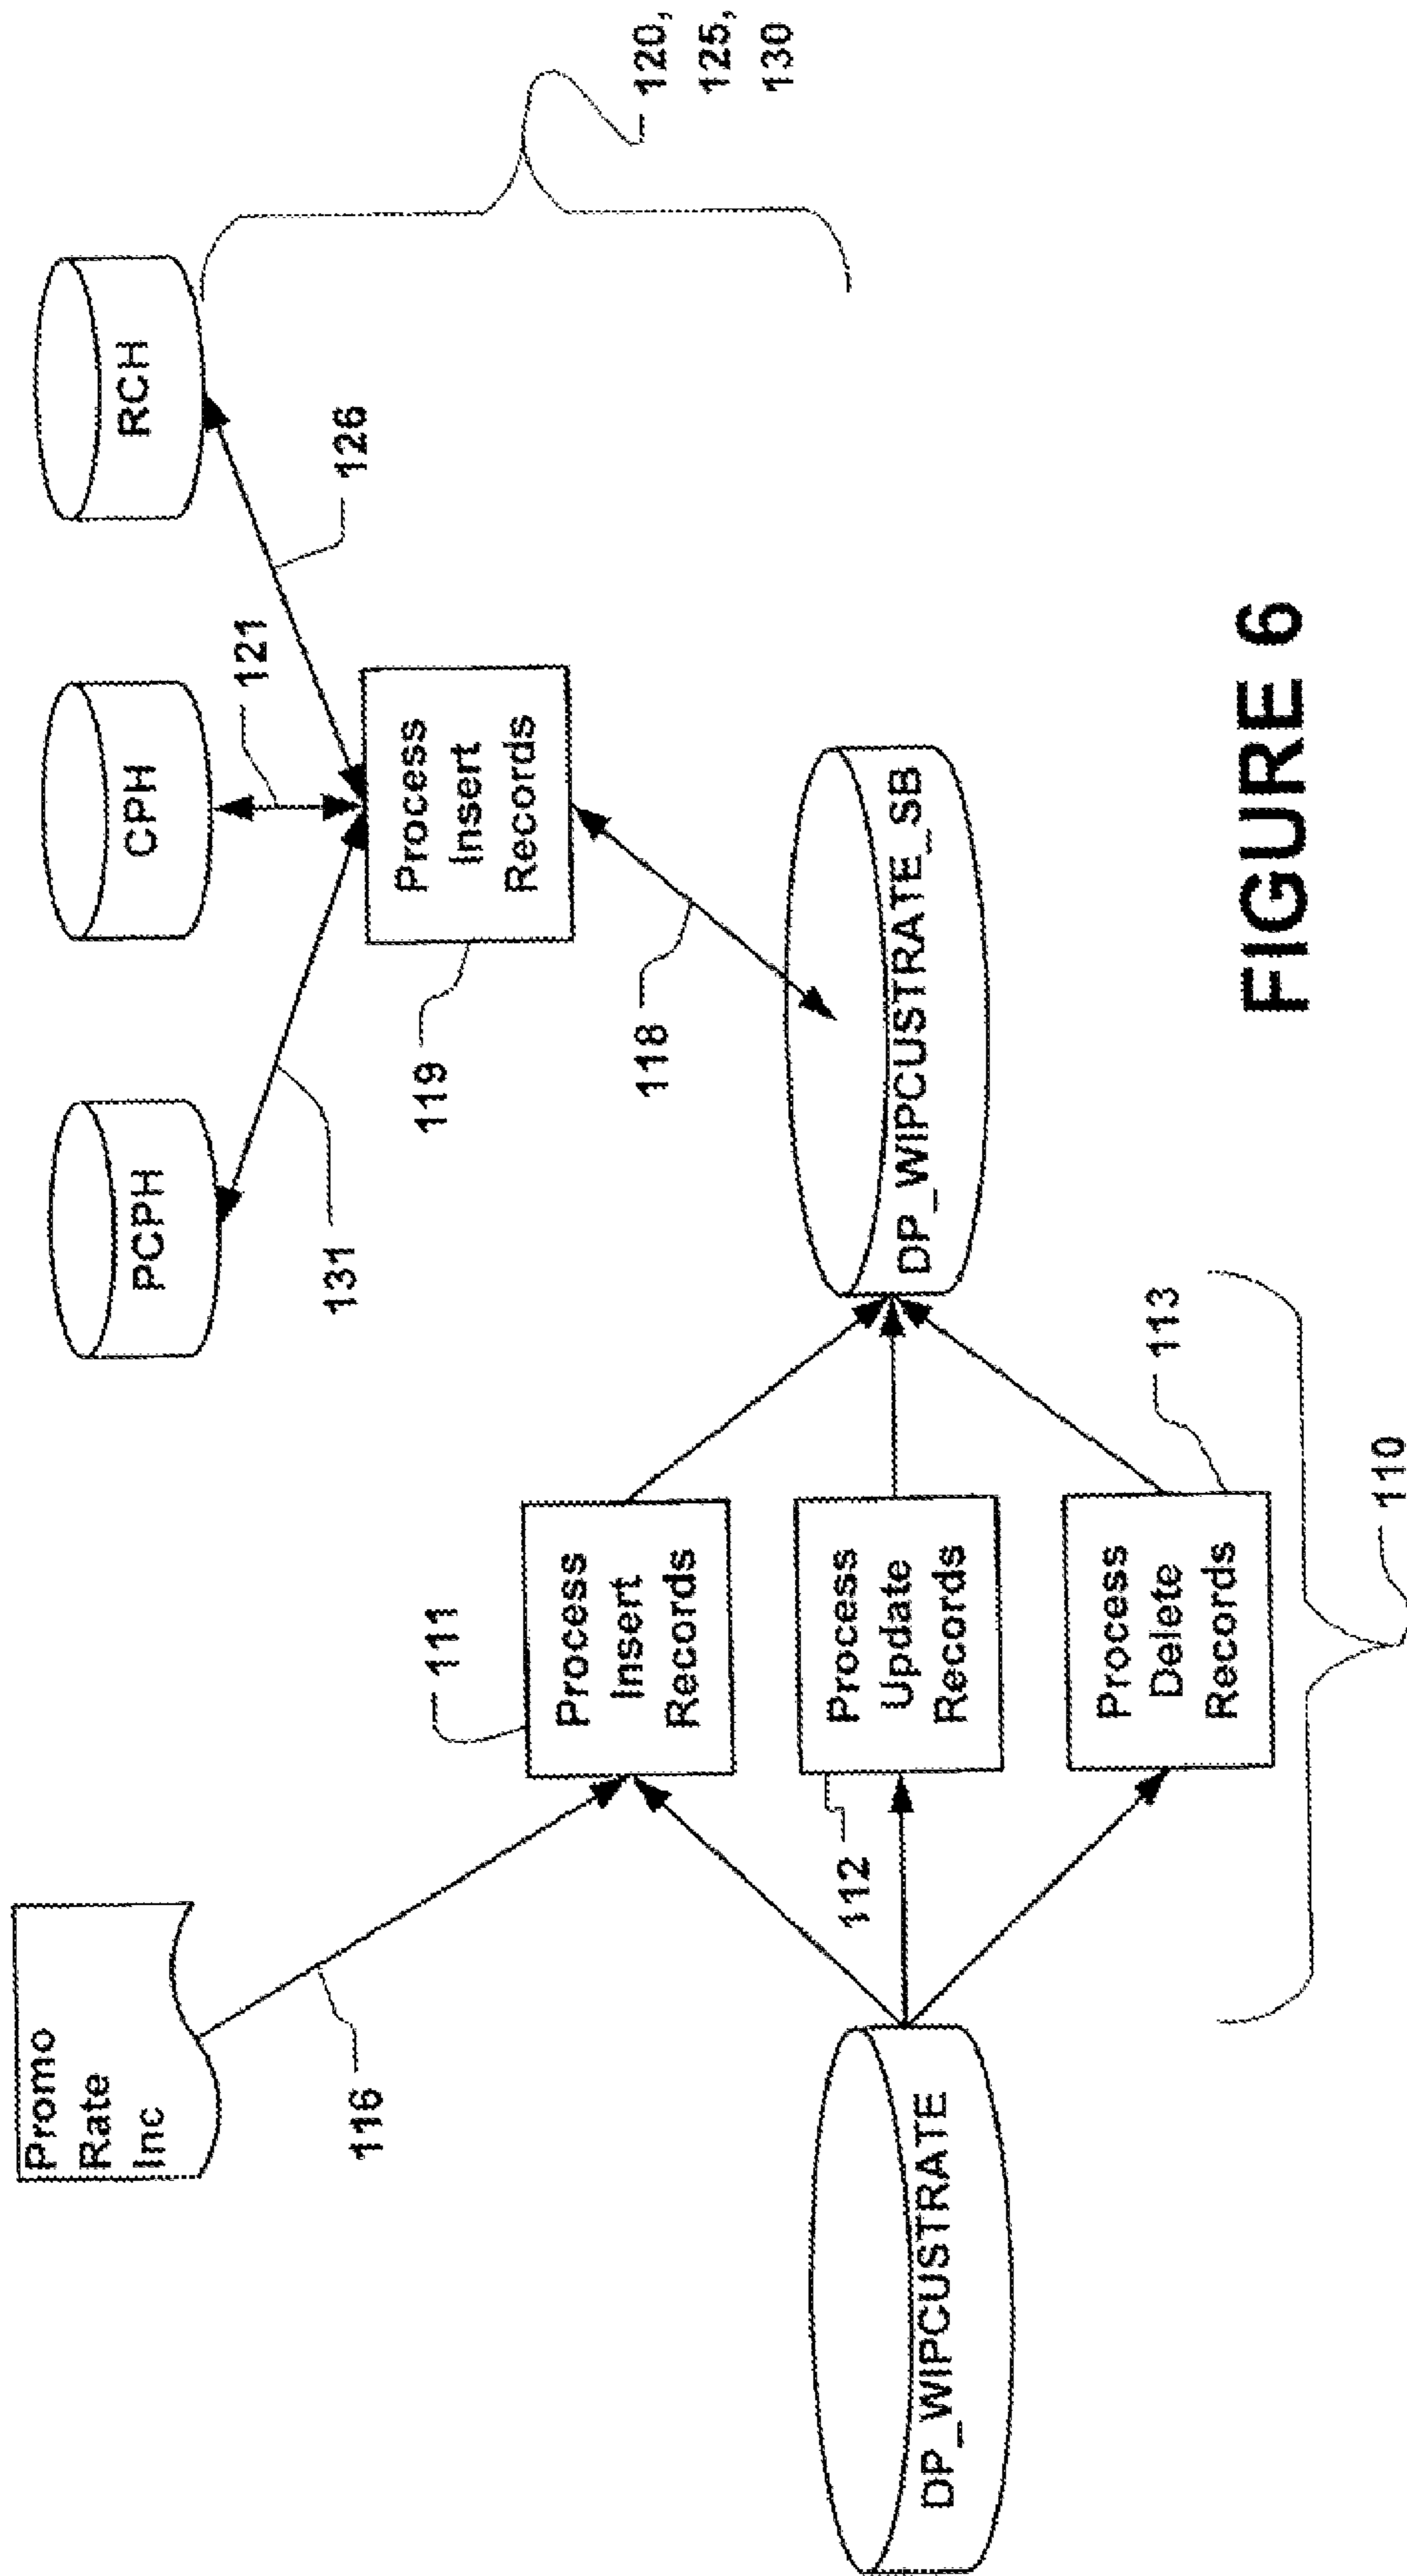 Promo
Rate
Inc
116
PCPH
CPH
RCH
131
121
126
111
Process
Insert
Records
119
Process
Insert
Records
120,
125,
130
118
DP_WIPCUSTRATE
112
Process
Update
Records
DP_WIPCUSTRATE_SB
Process
Delete
Records
113
110
FIGURE 6